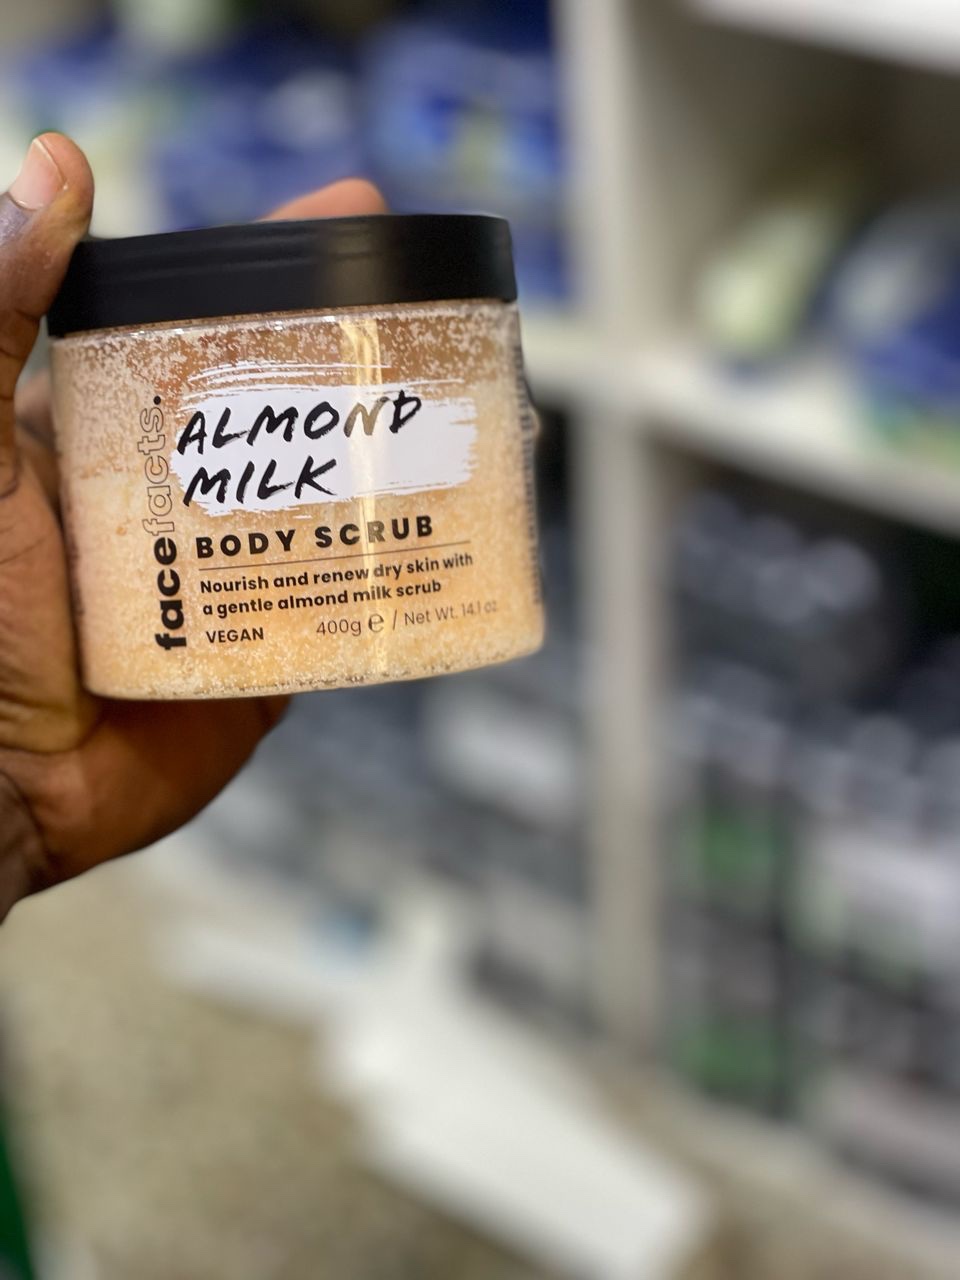 facefacts.
ALMOND
MILK
BODY SCRUB
Nourish and renew dry skin with
a gentle almond milk scrub
VEGAN
400g ℮ / Net Wt. 14.1 oz